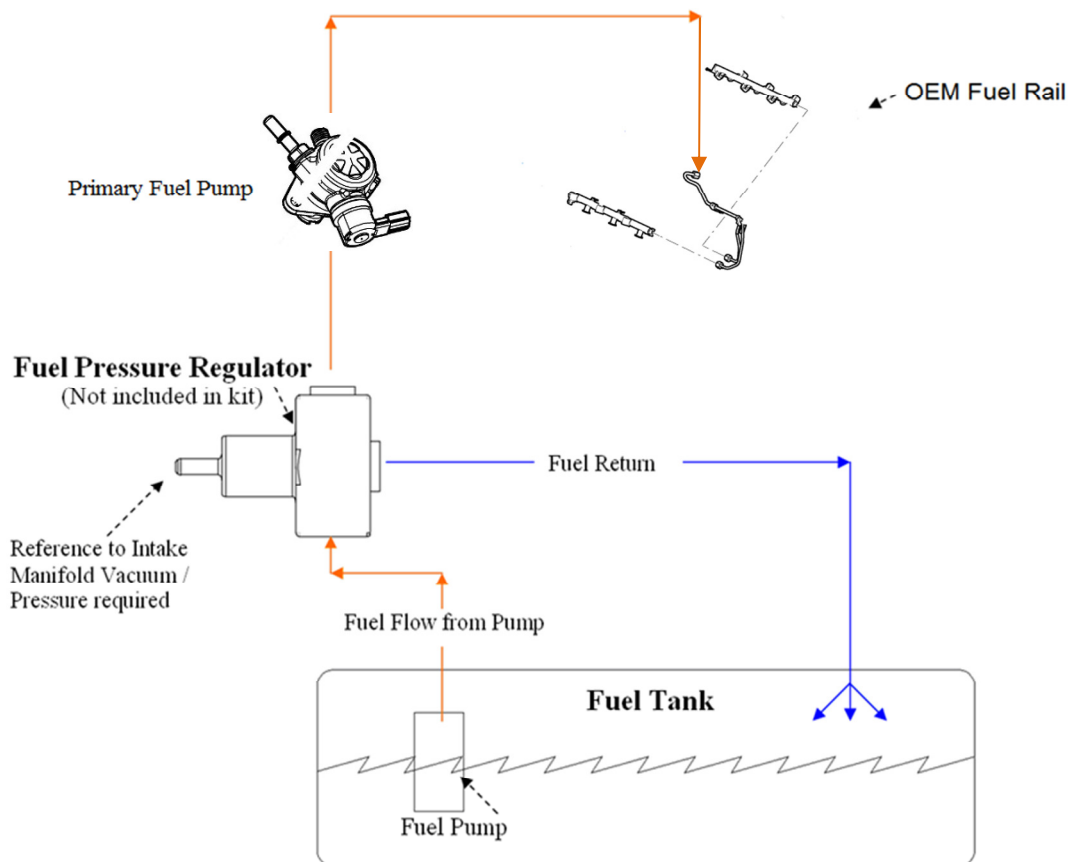 OEM Fuel Rail
Primary Fuel Pump
Fuel Pressure Regulator
(Not included in kit)
Fuel Return
Reference to Intake
Manifold Vacuum /
Pressure required
Fuel Flow from Pump
Fuel Tank
Fuel Pump